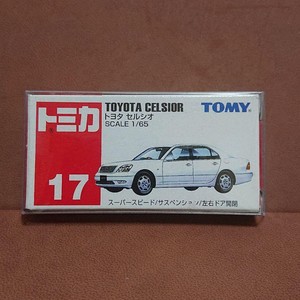 トミカ
TOYOTA CELSIOR
トヨタ セルシオ
SCALE 1/65
TOMY
17
スーパースピード/サスペンション/左右ドア開閉